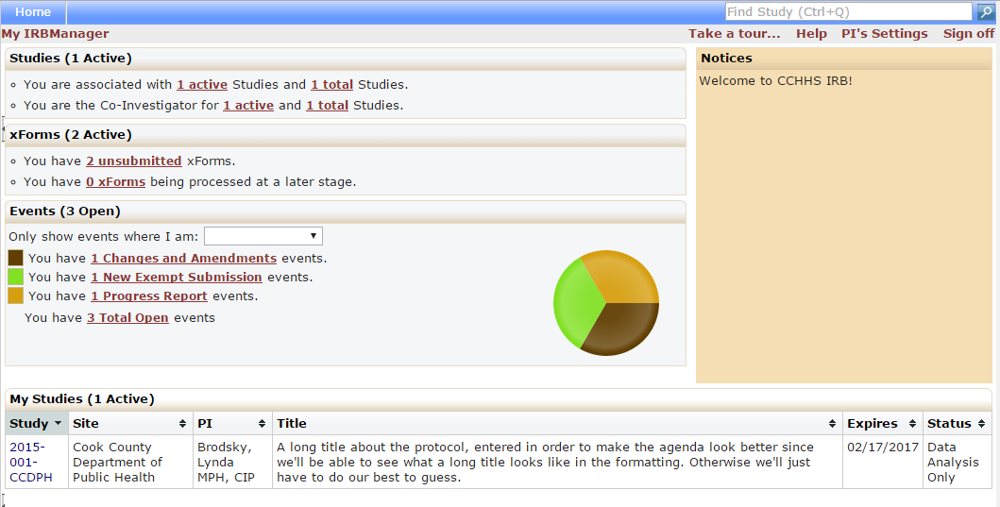 Home
Find Study (Ctrl+Q)
My IRBManager
Take a tour... Help PI's Settings Sign off
Studies (1 Active)
You are associated with 1 active Studies and 1 total Studies.
You are the Co-Investigator for 1 active and 1 total Studies.
xForms (2 Active)
You have 2 unsubmitted xForms.
You have 0 xForms being processed at a later stage.
Events (3 Open)
Only show events where I am:
You have 1 Changes and Amendments events.
You have 1 New Exempt Submission events.
You have 1 Progress Report events.
You have 3 Total Open events
Notices
Welcome to CCHHS IRB!
My Studies (1 Active)
Study Site PI Title Expires Status
2015-
001-
CCDPH
Cook County
Department of
Public Health
Brodsky,
Lynda
MPH, CIP
A long title about the protocol, entered in order to make the agenda look better since
we'll be able to see what a long title looks like in the formatting. Otherwise we'll just
have to do our best to guess.
02/17/2017
Data
Analysis
Only